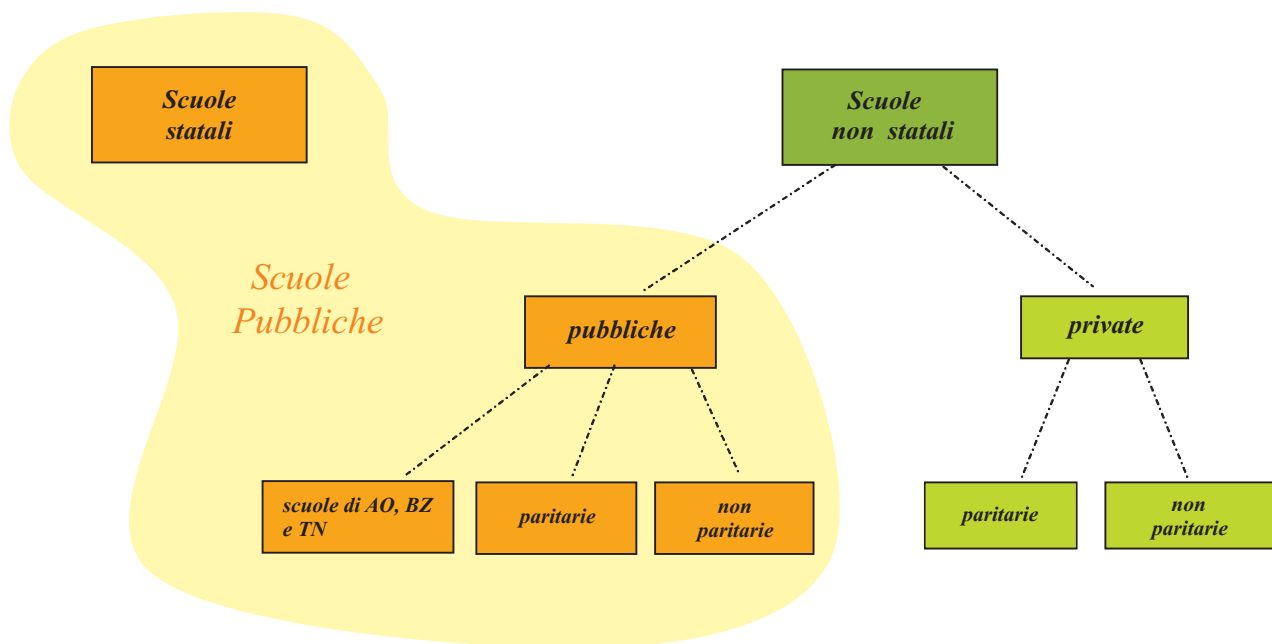 Scuole
statali
Scuole
non statali
Scuole
Pubbliche
pubbliche
private
scuole di AO, BZ
e TN
paritarie
non
paritarie
paritarie
non
paritarie